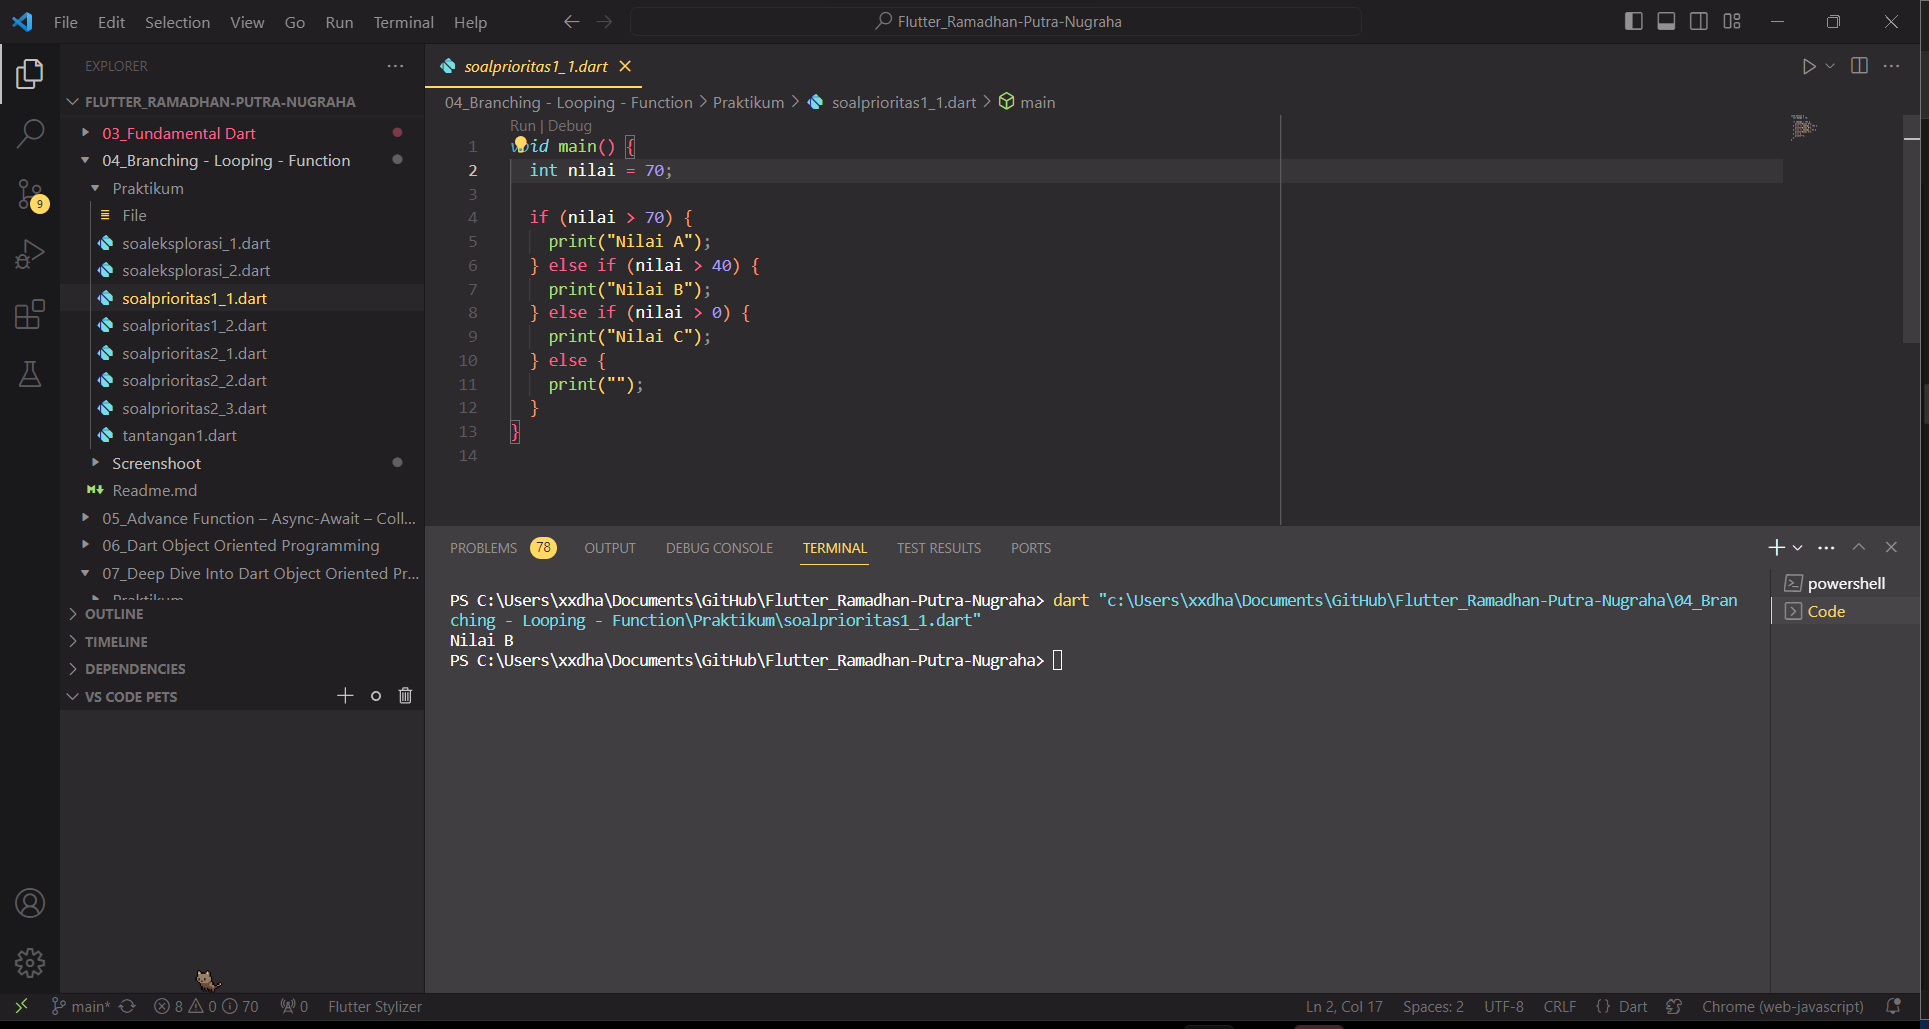 File Edit Selection View Go Run Terminal Help
Flutter_Ramadhan-Putra-Nugraha
EXPLORER
FLUTTER_RAMADHAN-PUTRA-NUGRAHA
03_Fundamental Dart
04_Branching - Looping - Function
Praktikum
File
soaleksplorasi_1.dart
soaleksplorasi_2.dart
soalprioritas1_1.dart
soalprioritas1_2.dart
soalprioritas2_1.dart
soalprioritas2_2.dart
soalprioritas2_3.dart
tantangan1.dart
Screenshoot
Readme.md
05_Advance Function – Async-Await – Coll...
06_Dart Object Oriented Programming
07_Deep Dive Into Dart Object Oriented Pr...
Praktikum
OUTLINE
TIMELINE
DEPENDENCIES
VS CODE PETS
9
soalprioritas1_1.dart
04_Branching - Looping - Function > Praktikum > soalprioritas1_1.dart > main
Run | Debug
1 void main() {
2 int nilai = 70;
3
4 if (nilai > 70) {
5 print("Nilai A");
6 } else if (nilai > 40) {
7 print("Nilai B");
8 } else if (nilai > 0) {
9 print("Nilai C");
10 } else {
11 print("");
12 }
13 }
14
PROBLEMS 78 OUTPUT DEBUG CONSOLE TERMINAL TEST RESULTS PORTS
PS C:\Users\xxdha\Documents\GitHub\Flutter_Ramadhan-Putra-Nugraha> dart "c:\Users\xxdha\Documents\GitHub\Flutter_Ramadhan-Putra-Nugraha\04_Bran
ching - Looping - Function\Praktikum\soalprioritas1_1.dart"
Nilai B
PS C:\Users\xxdha\Documents\GitHub\Flutter_Ramadhan-Putra-Nugraha>
powershell
Code
main* 8 0 70 0 Flutter Stylizer
Ln 2, Col 17 Spaces: 2 UTF-8 CRLF {} Dart Chrome (web-javascript)